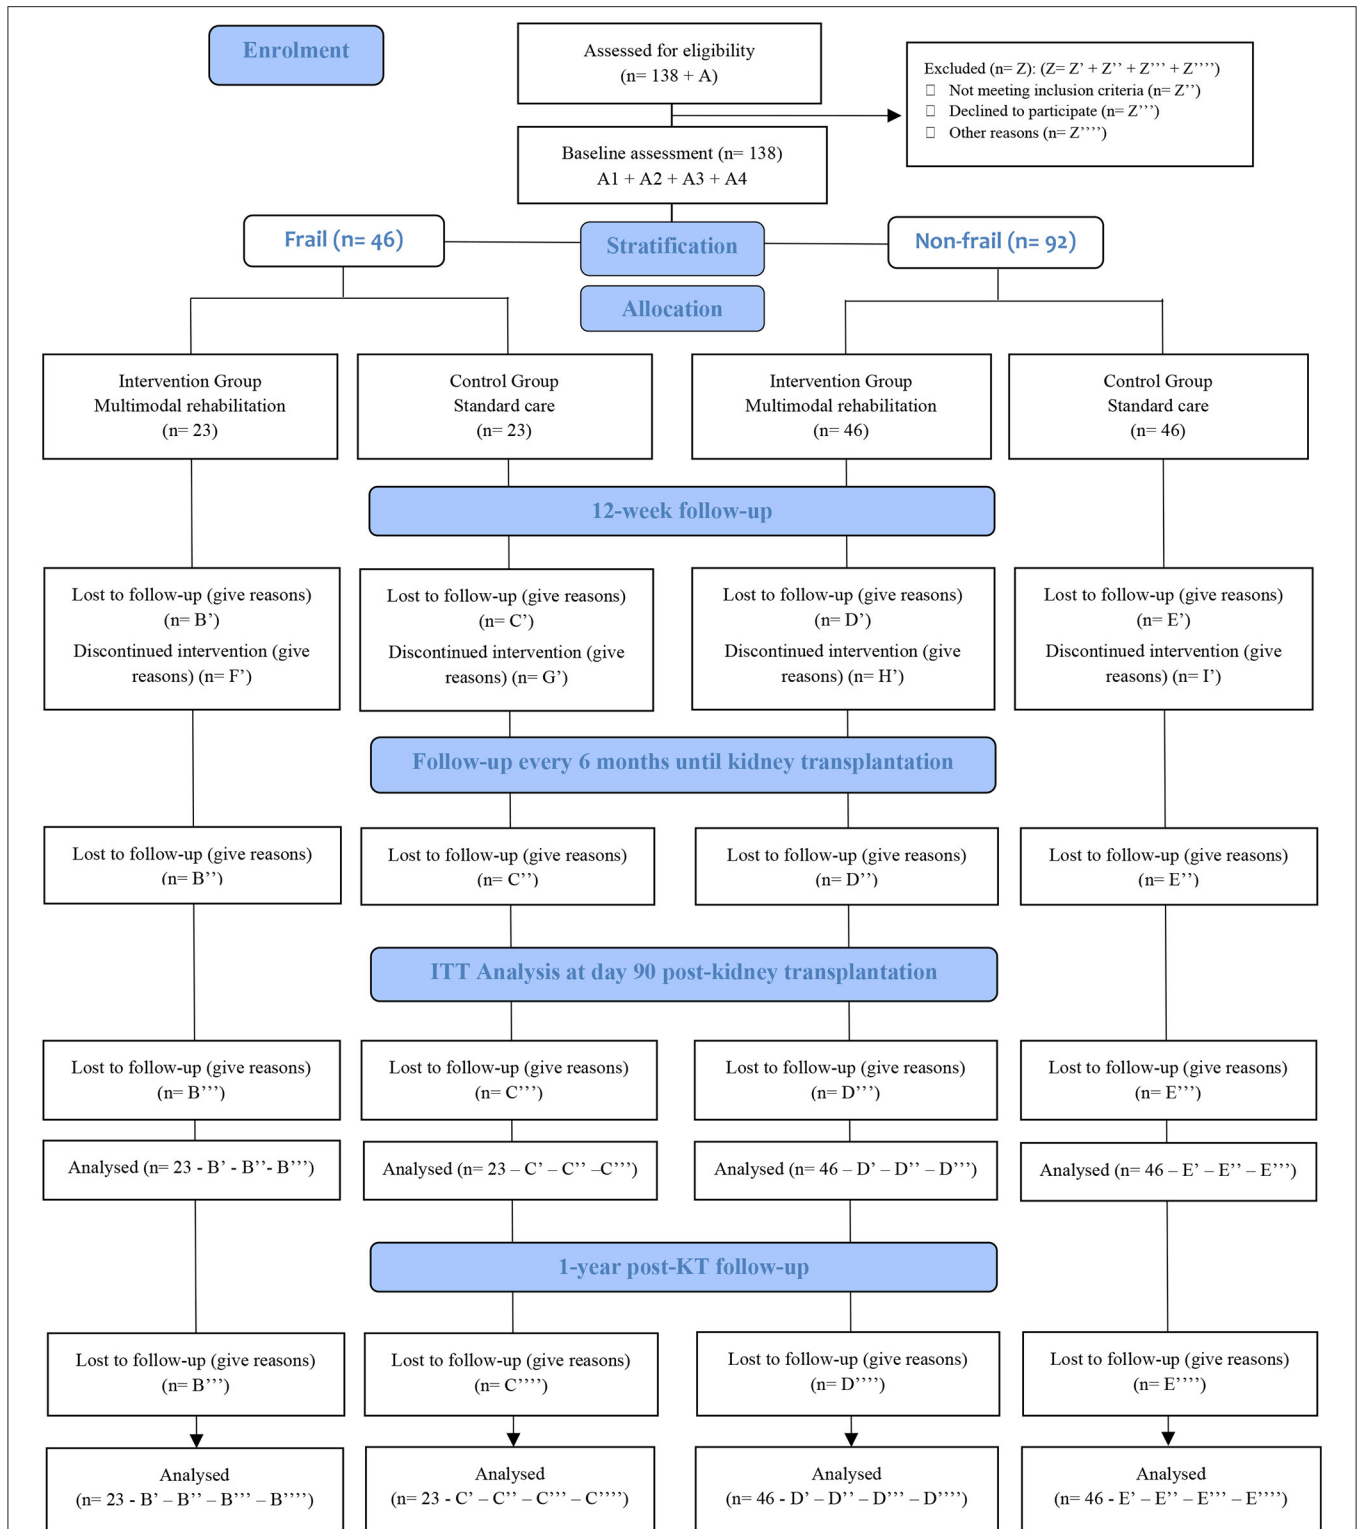 Enrolment
Assessed for eligibility
(n= 138 + A)
Excluded (n= Z): (Z= Z’ + Z’’ + Z’’’ + Z’’’’)
Not meeting inclusion criteria (n= Z’’)
Declined to participate (n= Z’’’)
Other reasons (n= Z’’’’)
Baseline assessment (n= 138)
A1 + A2 + A3 + A4
Frail (n= 46)
Stratification
Non-frail (n= 92)
Allocation
Intervention Group
Multimodal rehabilitation
(n= 23)
Control Group
Standard care
(n= 23)
Intervention Group
Multimodal rehabilitation
(n= 46)
Control Group
Standard care
(n= 46)
12-week follow-up
Lost to follow-up (give reasons)
(n= B’)
Discontinued intervention (give
reasons) (n= F’)
Lost to follow-up (give reasons)
(n= C’)
Discontinued intervention (give
reasons) (n= G’)
Lost to follow-up (give reasons)
(n= D’)
Discontinued intervention (give
reasons) (n= H’)
Lost to follow-up (give reasons)
(n= E’)
Discontinued intervention (give
reasons) (n= I’)
Follow-up every 6 months until kidney transplantation
Lost to follow-up (give reasons)
(n= B’’)
Lost to follow-up (give reasons)
(n= C’’)
Lost to follow-up (give reasons)
(n= D’’)
Lost to follow-up (give reasons)
(n= E’’)
ITT Analysis at day 90 post-kidney transplantation
Lost to follow-up (give reasons)
(n= B’’’)
Lost to follow-up (give reasons)
(n= C’’’)
Lost to follow-up (give reasons)
(n= D’’’)
Lost to follow-up (give reasons)
(n= E’’’)
Analysed (n= 23 - B’ - B’’- B’’’)
Analysed (n= 23 – C’ – C’’ –C’’’)
Analysed (n= 46 – D’ – D’’ – D’’’)
Analysed (n= 46 – E’ – E’’ – E’’’)
1-year post-KT follow-up
Lost to follow-up (give reasons)
(n= B’’’)
Lost to follow-up (give reasons)
(n= C’’’’)
Lost to follow-up (give reasons)
(n= D’’’’)
Lost to follow-up (give reasons)
(n= E’’’’)
Analysed
(n= 23 - B’ – B’’ – B’’’ – B’’’’)
Analysed
(n= 23 - C’ – C’’ – C’’’ – C’’’’)
Analysed
(n= 46 - D’ – D’’ – D’’’ – D’’’’)
Analysed
(n= 46 - E’ – E’’ – E’’’ – E’’’’)